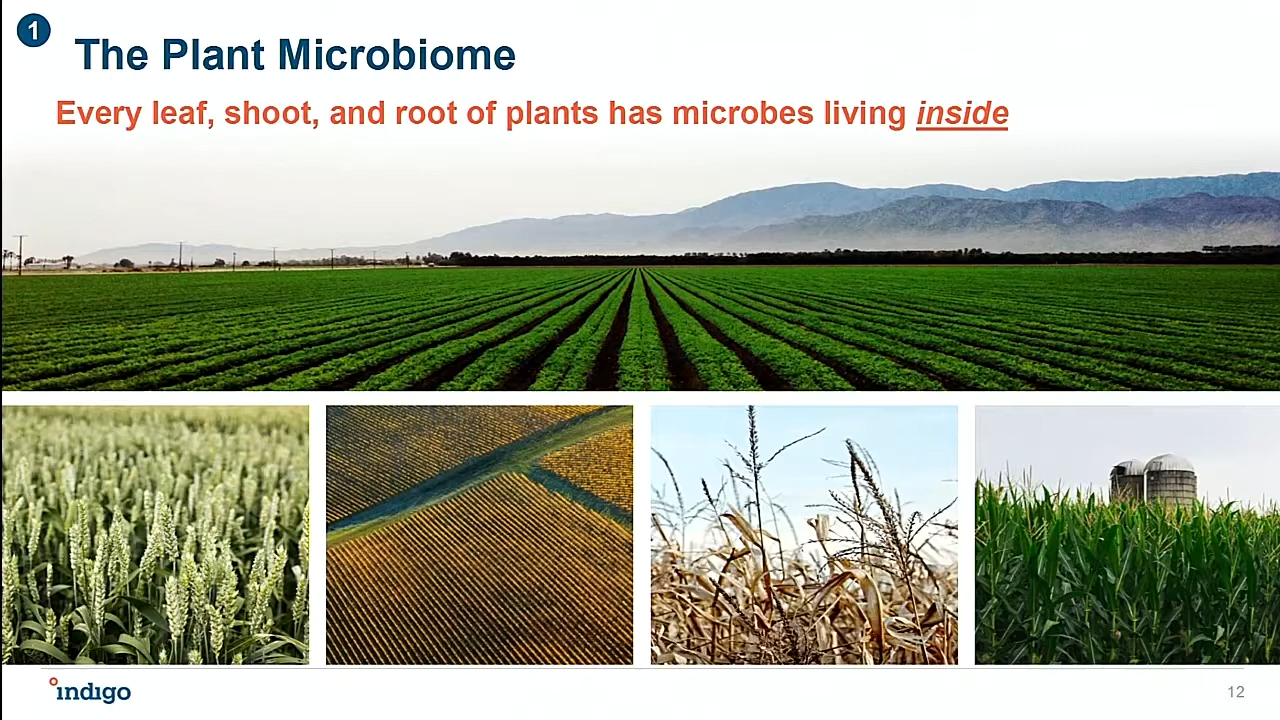 1
The Plant Microbiome
Every leaf, shoot, and root of plants has microbes living inside
indigo
12